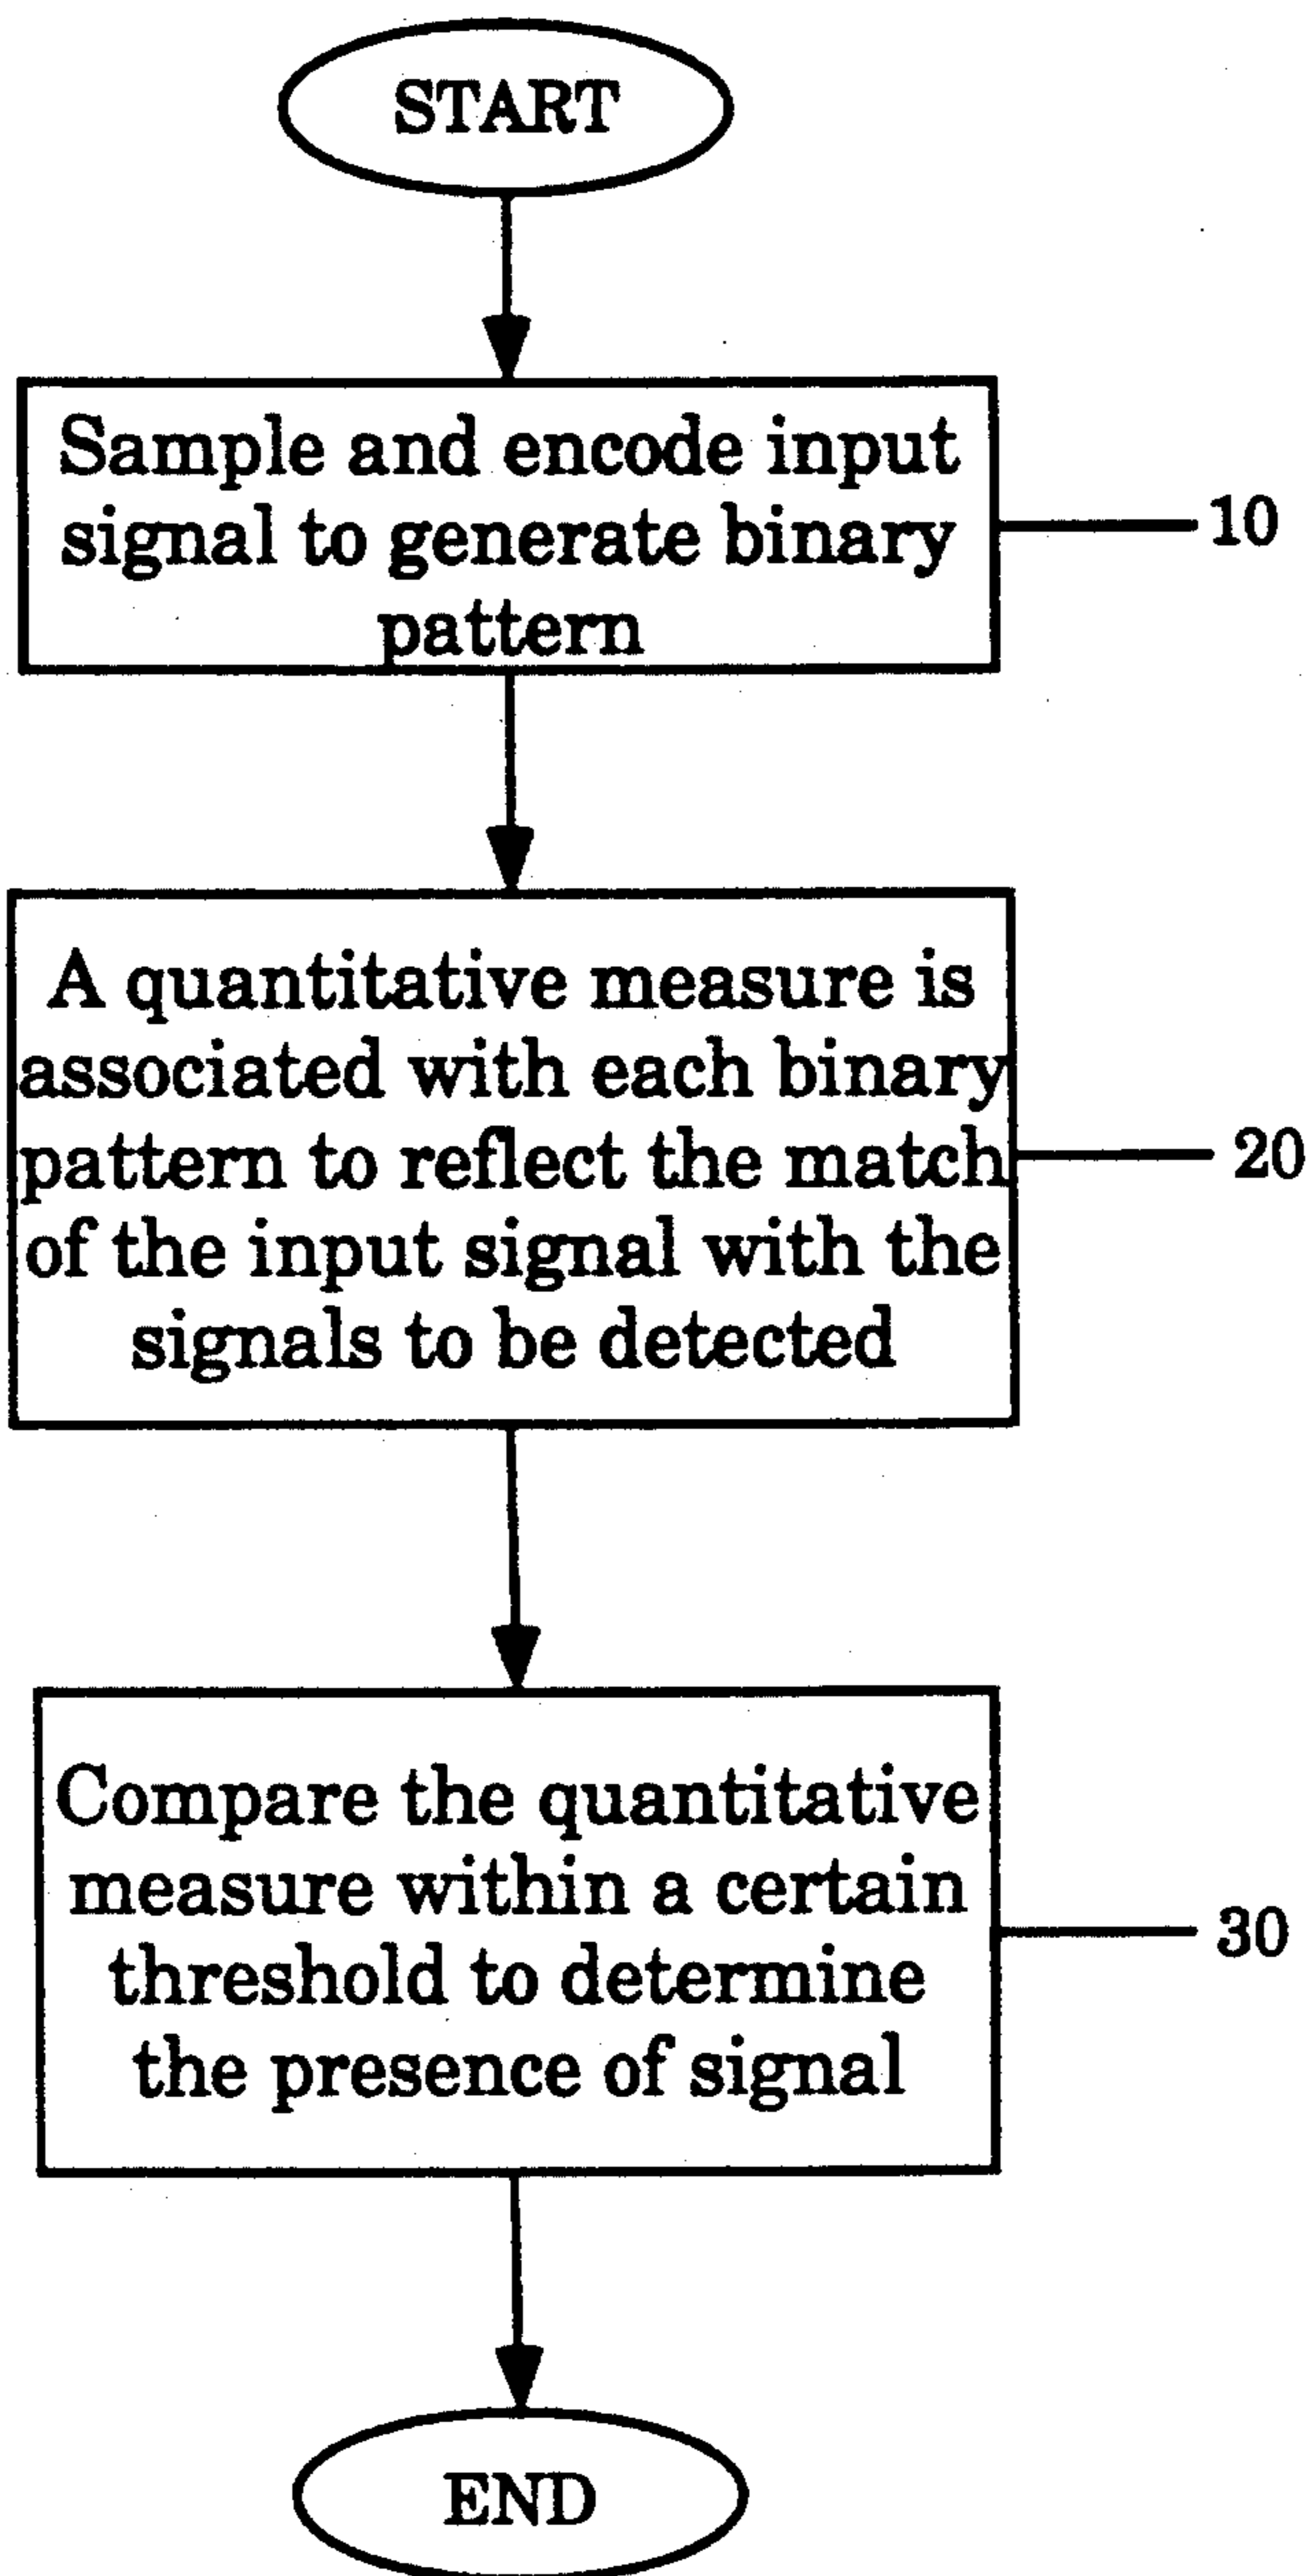 START
Sample and encode input
signal to generate binary
pattern
10
A quantitative measure is
associated with each binary
pattern to reflect the match
of the input signal with the
signals to be detected
20
Compare the quantitative
measure within a certain
threshold to determine
the presence of signal
30
END